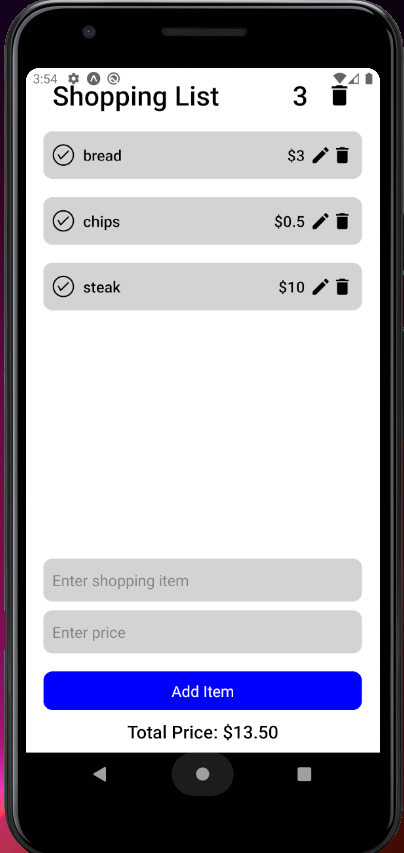 3:54
Shopping List 3
bread $3
chips $0.5
steak $10
Enter shopping item
Enter price
Add Item
Total Price: $13.50